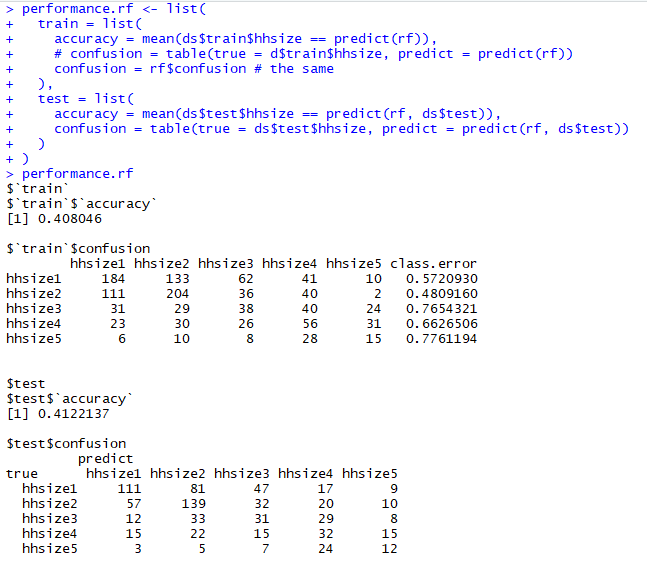 > performance.rf <- list(
+   train = list(
+     accuracy = mean(ds$train$hhsize == predict(rf)),
+     # confusion = table(true = d$train$hhsize, predict = predict(rf))
+     confusion = rf$confusion # the same
+   ),
+   test = list(
+     accuracy = mean(ds$test$hhsize == predict(rf, ds$test)),
+     confusion = table(true = ds$test$hhsize, predict = predict(rf, ds$test))
+   )
+ )
> performance.rf
$`train`
$`train`$`accuracy`
[1] 0.408046

$`train`$confusion
        hhsize1 hhsize2 hhsize3 hhsize4 hhsize5 class.error
hhsize1     184     133      62      41      10   0.5720930
hhsize2     111     204      36      40       2   0.4809160
hhsize3      31      29      38      40      24   0.7654321
hhsize4      23      30      26      56      31   0.6626506
hhsize5       6      10       8      28      15   0.7761194


$test
$test$`accuracy`
[1] 0.4122137

$test$confusion
         predict
true      hhsize1 hhsize2 hhsize3 hhsize4 hhsize5
  hhsize1     111      81      47      17       9
  hhsize2      57     139      32      20      10
  hhsize3      12      33      31      29       8
  hhsize4      15      22      15      32      15
  hhsize5       3       5       7      24      12